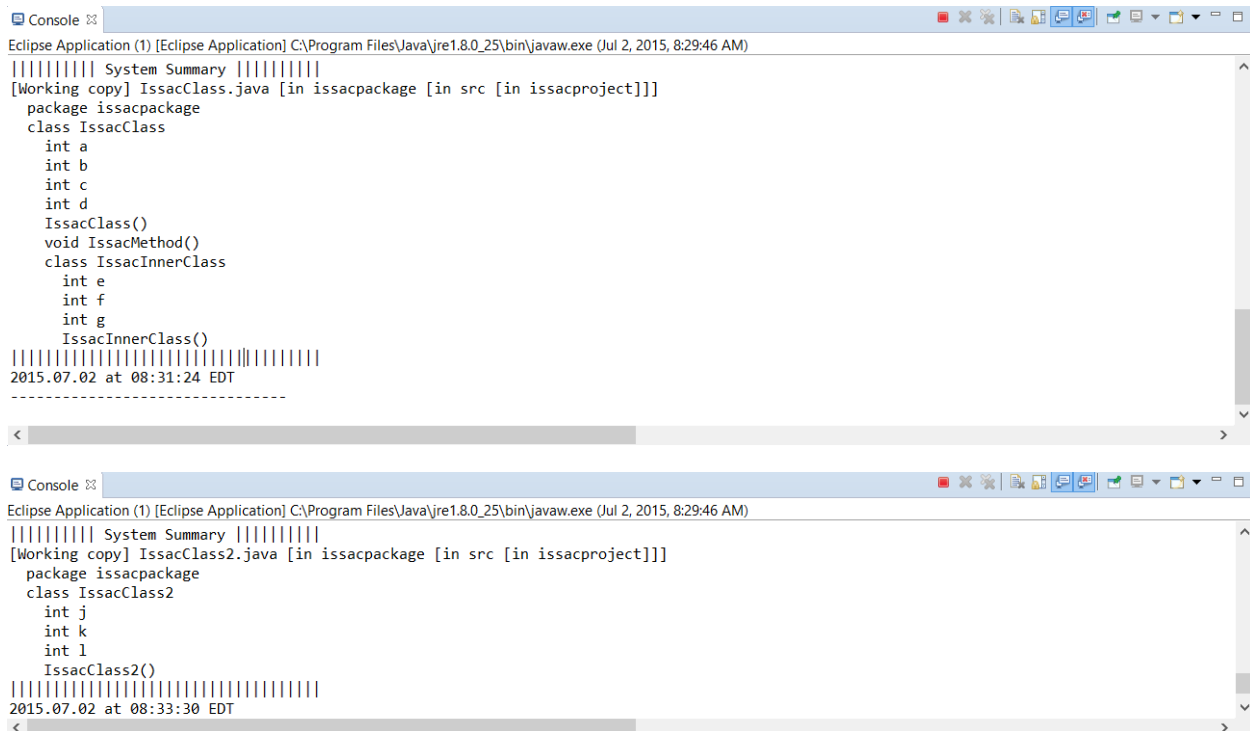 Console
Eclipse Application (1) [Eclipse Application] C:\Program Files\Java\jre1.8.0_25\bin\javaw.exe (Jul 2, 2015, 8:29:46 AM)
|||||||||| System Summary ||||||||||
[Working copy] IssacClass.java [in issacpackage [in src [in issacproject]]]
  package issacpackage
  class IssacClass
    int a
    int b
    int c
    int d
    IssacClass()
    void IssacMethod()
    class IssacInnerClass
      int e
      int f
      int g
      IssacInnerClass()
||||||||||||||||||||||||||||||||||||
2015.07.02 at 08:31:24 EDT
--------------------------------
Console
Eclipse Application (1) [Eclipse Application] C:\Program Files\Java\jre1.8.0_25\bin\javaw.exe (Jul 2, 2015, 8:29:46 AM)
|||||||||| System Summary ||||||||||
[Working copy] IssacClass2.java [in issacpackage [in src [in issacproject]]]
  package issacpackage
  class IssacClass2
    int j
    int k
    int l
    IssacClass2()
||||||||||||||||||||||||||||||||||||
2015.07.02 at 08:33:30 EDT